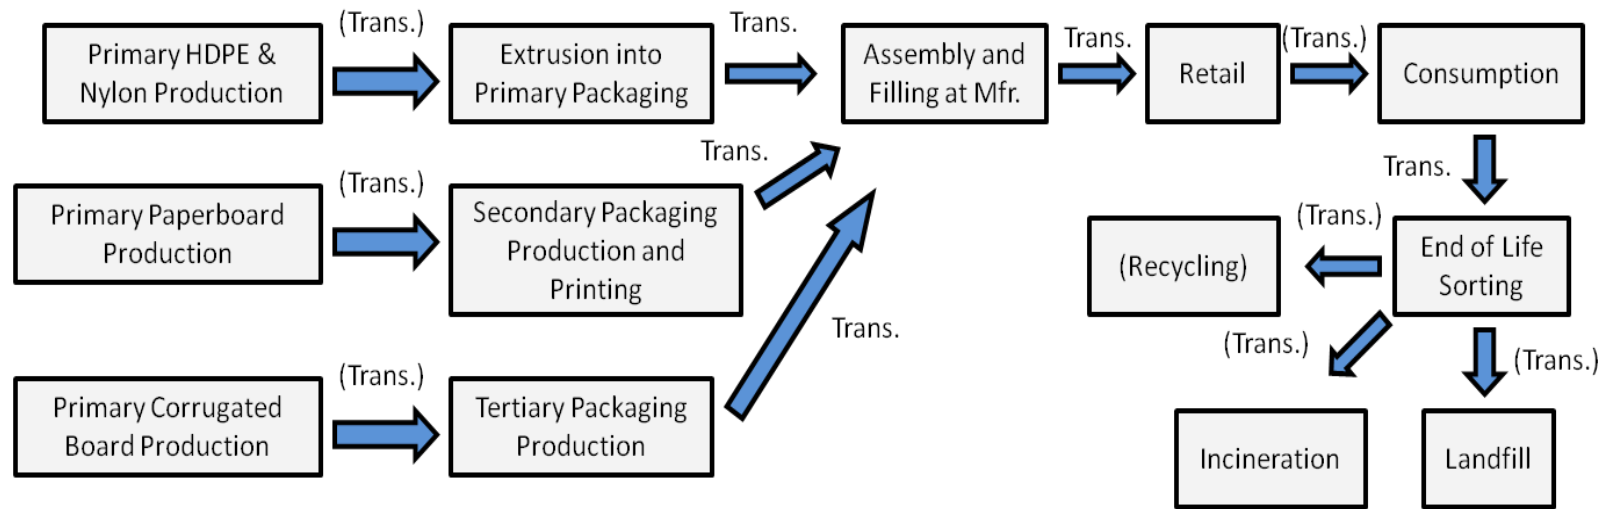 (Trans.)
Trans.
Trans.
(Trans.)
Primary HDPE &
Nylon Production
Extrusion into
Primary Packaging
Assembly and
Filling at Mfr.
Retail
Consumption
Trans.
Trans.
(Trans.)
Primary Paperboard
Production
Secondary Packaging
Production and
Printing
(Trans.)
(Recycling)
End of Life
Sorting
Trans.
(Trans.)
(Trans.)
(Trans.)
Primary Corrugated
Board Production
Tertiary Packaging
Production
Incineration
Landfill